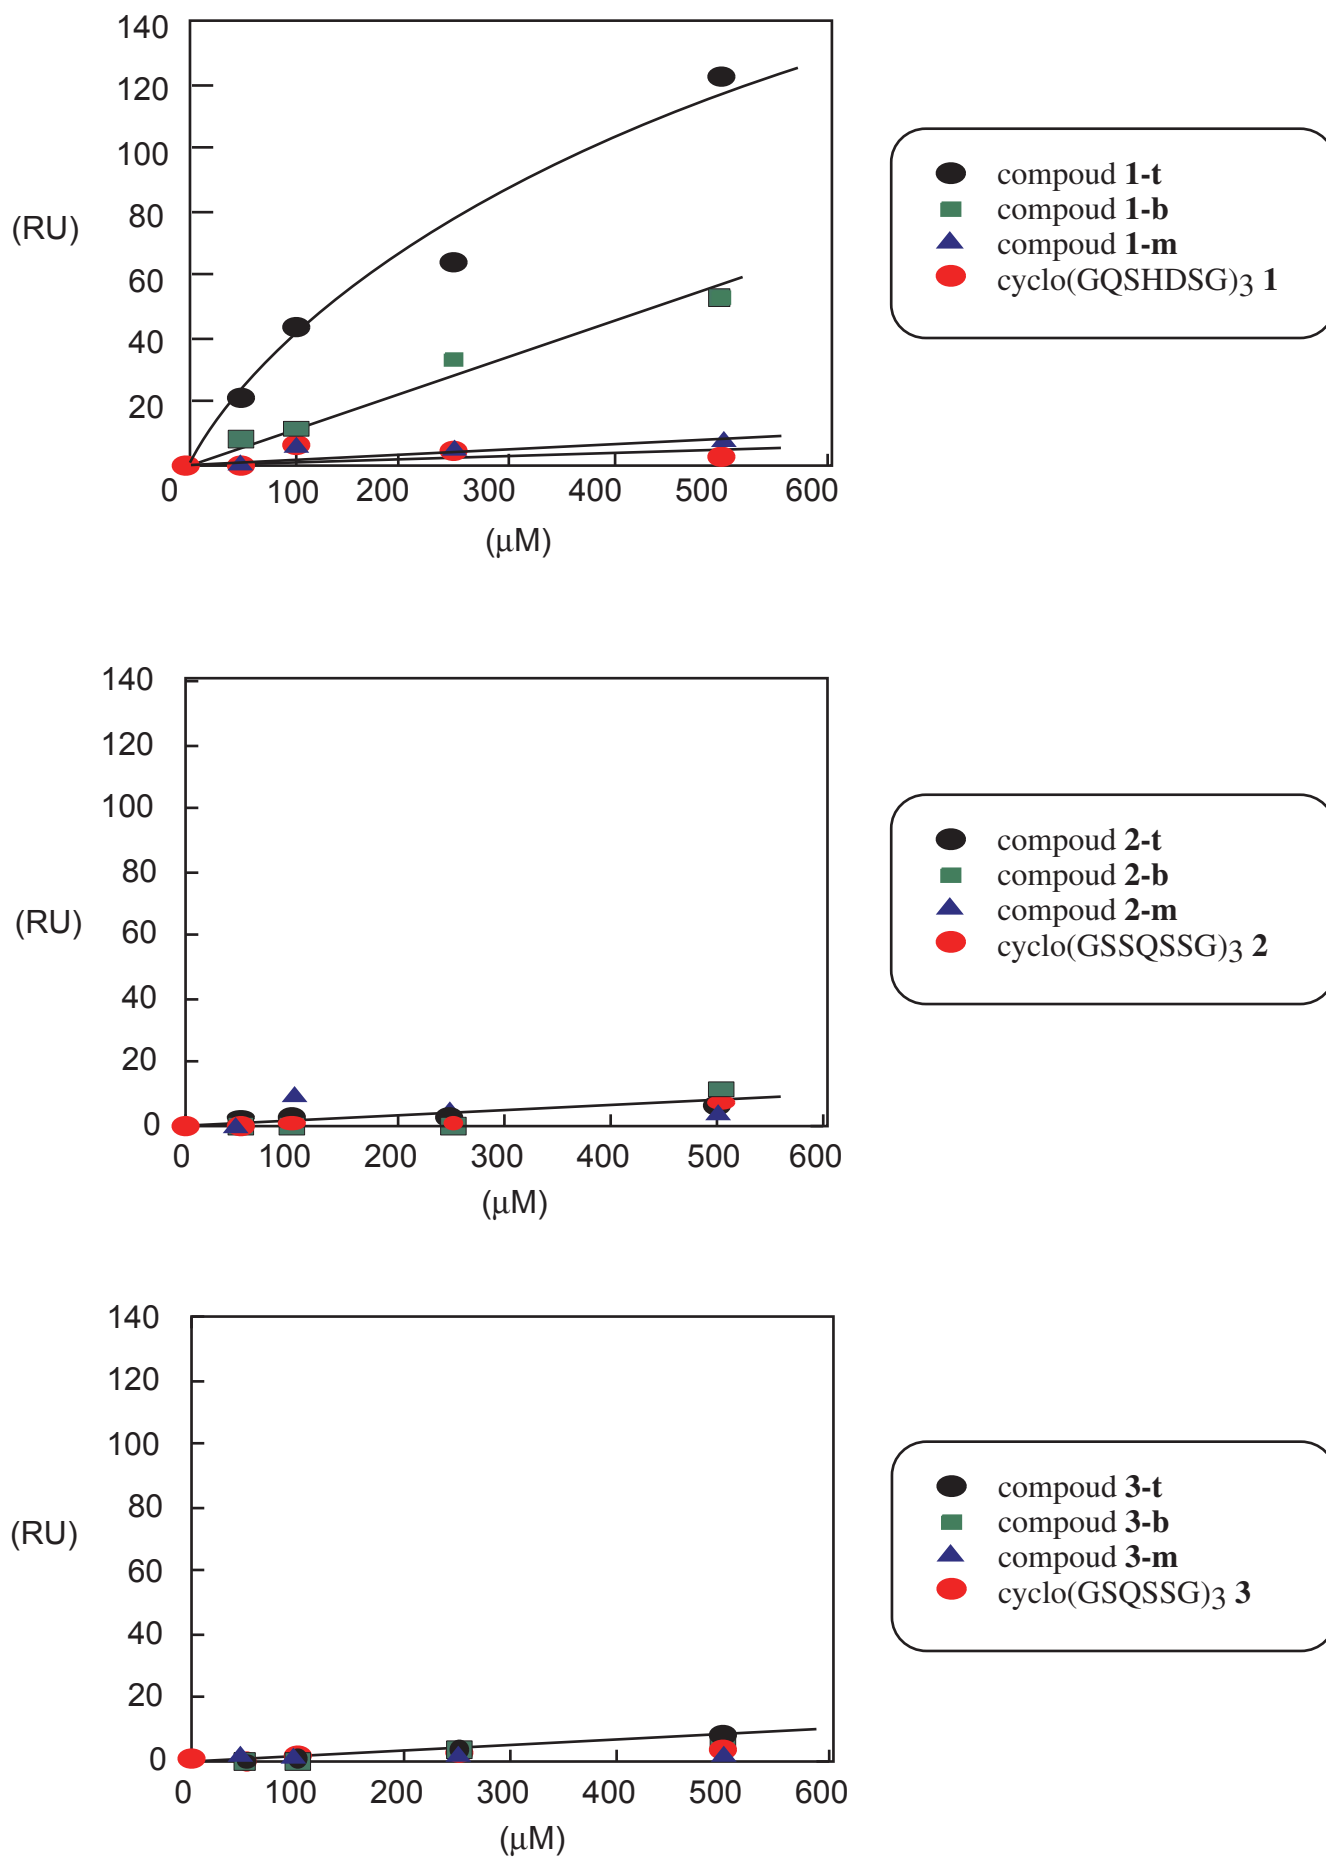 140
120
100
80
60
40
20
(RU)
0 100 200 300 400 500 600
(μM)
compoud 1-t
compoud 1-b
compoud 1-m
cyclo(GQSHDSG)3 1
140
120
100
80
60
40
20
0
(RU)
0 100 200 300 400 500 600
(μM)
compoud 2-t
compoud 2-b
compoud 2-m
cyclo(GSSQSSG)3 2
140
120
100
80
60
40
20
0
(RU)
0 100 200 300 400 500 600
(μM)
compoud 3-t
compoud 3-b
compoud 3-m
cyclo(GSQSSG)3 3